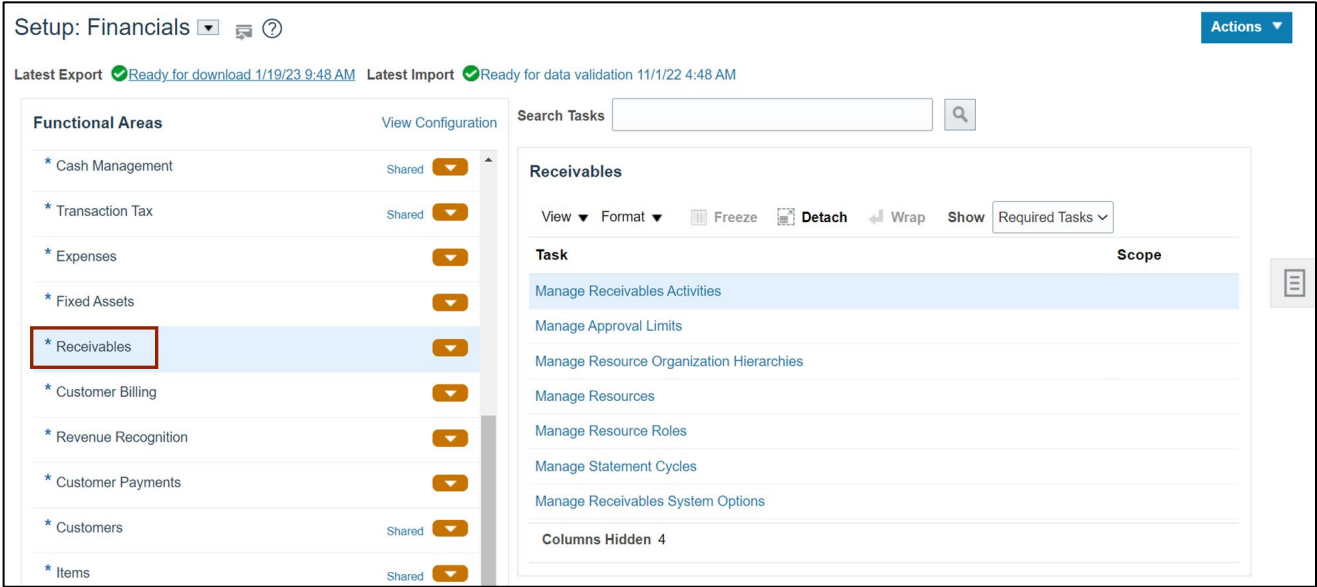 Setup: Financials
Actions
Latest Export Ready for download 1/19/23 9:48 AM Latest Import Ready for data validation 11/1/22 4:48 AM
Functional Areas View Configuration
* Cash Management Shared
* Transaction Tax Shared
* Expenses
* Fixed Assets
* Receivables
* Customer Billing
* Revenue Recognition
* Customer Payments
* Customers Shared
* Items Shared
Search Tasks
Receivables
View Format Freeze Detach Wrap Show Required Tasks
Task Scope
Manage Receivables Activities
Manage Approval Limits
Manage Resource Organization Hierarchies
Manage Resources
Manage Resource Roles
Manage Statement Cycles
Manage Receivables System Options
Columns Hidden 4